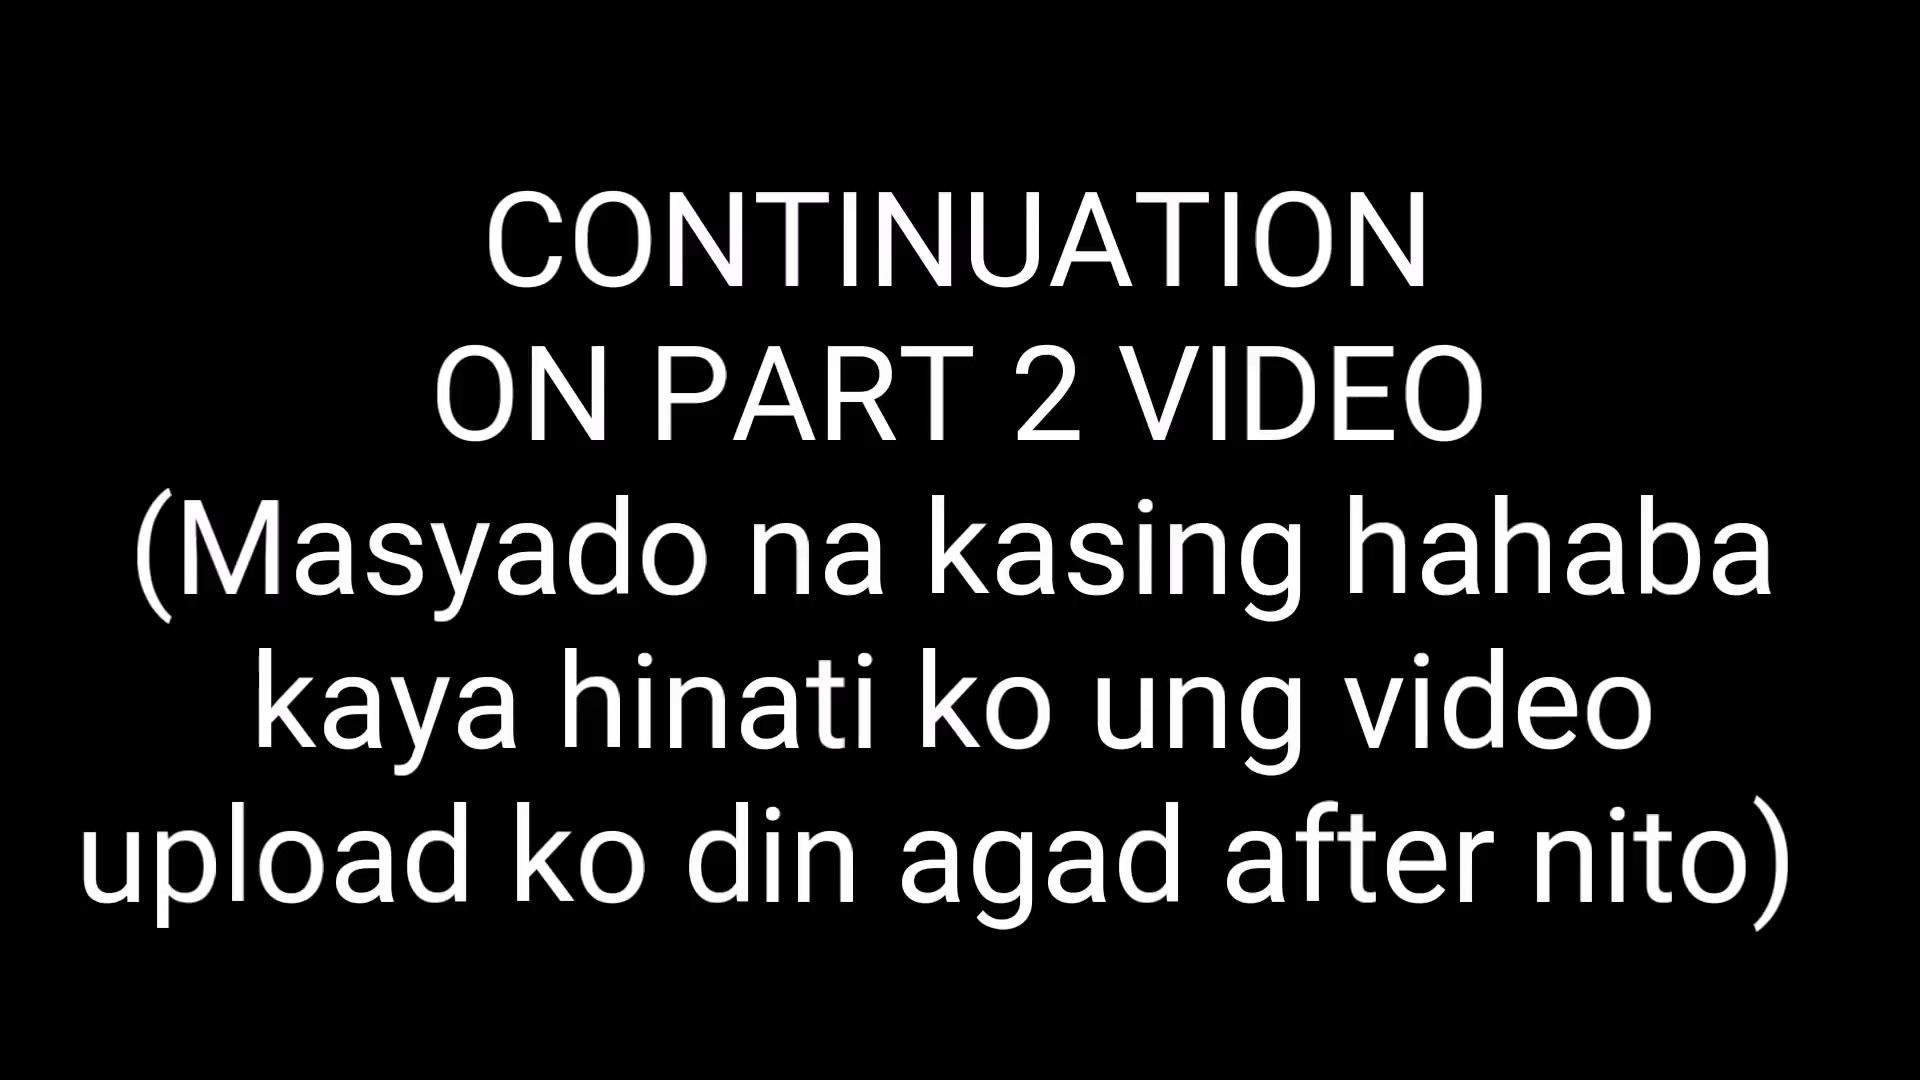 CONTINUATION
ON PART 2 VIDEO
(Masyado na kasing hahaba
kaya hinati ko ung video
upload ko din agad after nito)